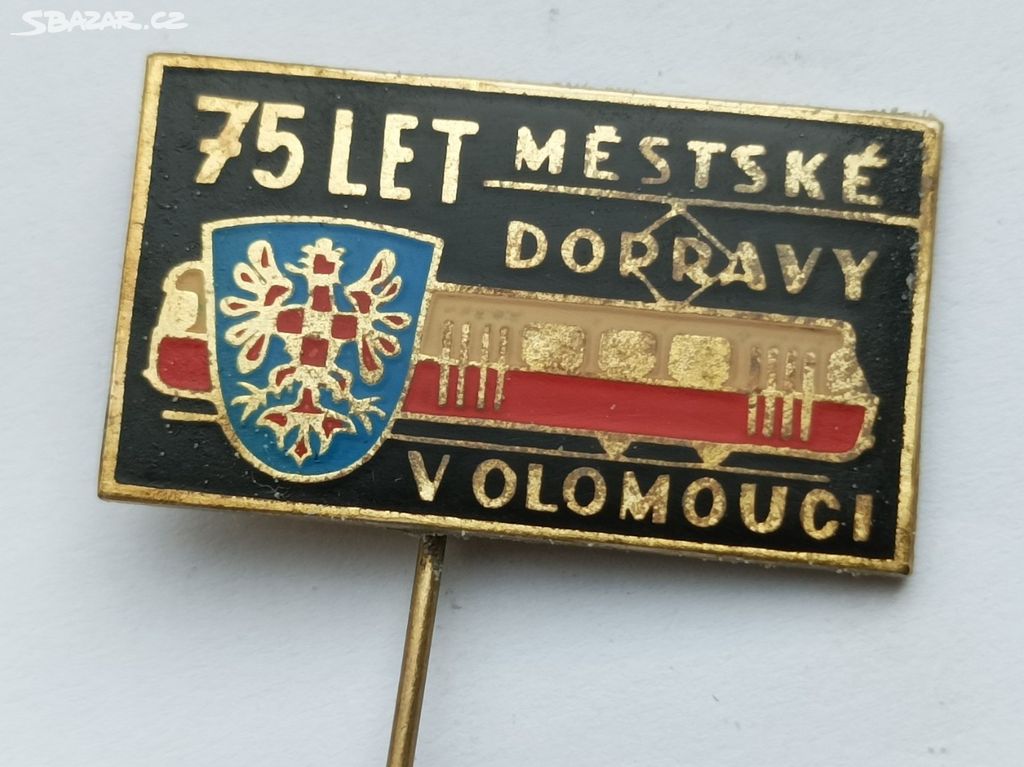 SBAZAR.CZ
75 LET MĚSTSKÉ
DOPRAVY
V OLOMOUCI